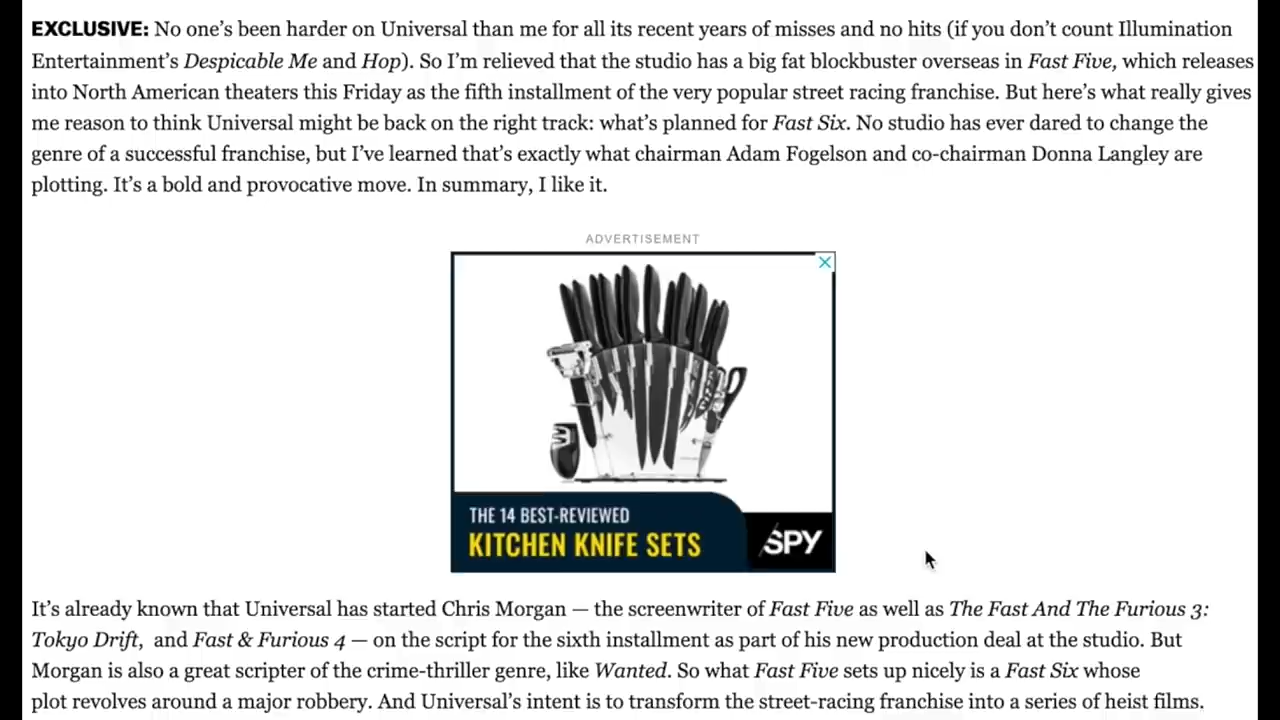 EXCLUSIVE: No one’s been harder on Universal than me for all its recent years of misses and no hits (if you don’t count Illumination
Entertainment’s Despicable Me and Hop). So I’m relieved that the studio has a big fat blockbuster overseas in Fast Five, which releases
into North American theaters this Friday as the fifth installment of the very popular street racing franchise. But here’s what really gives
me reason to think Universal might be back on the right track: what’s planned for Fast Six. No studio has ever dared to change the
genre of a successful franchise, but I’ve learned that’s exactly what chairman Adam Fogelson and co-chairman Donna Langley are
plotting. It’s a bold and provocative move. In summary, I like it.
ADVERTISEMENT
THE 14 BEST-REVIEWED
KITCHEN KNIFE SETS
SPY
It’s already known that Universal has started Chris Morgan — the screenwriter of Fast Five as well as The Fast And The Furious 3:
Tokyo Drift, and Fast & Furious 4 — on the script for the sixth installment as part of his new production deal at the studio. But
Morgan is also a great scripter of the crime-thriller genre, like Wanted. So what Fast Five sets up nicely is a Fast Six whose
plot revolves around a major robbery. And Universal’s intent is to transform the street-racing franchise into a series of heist films.